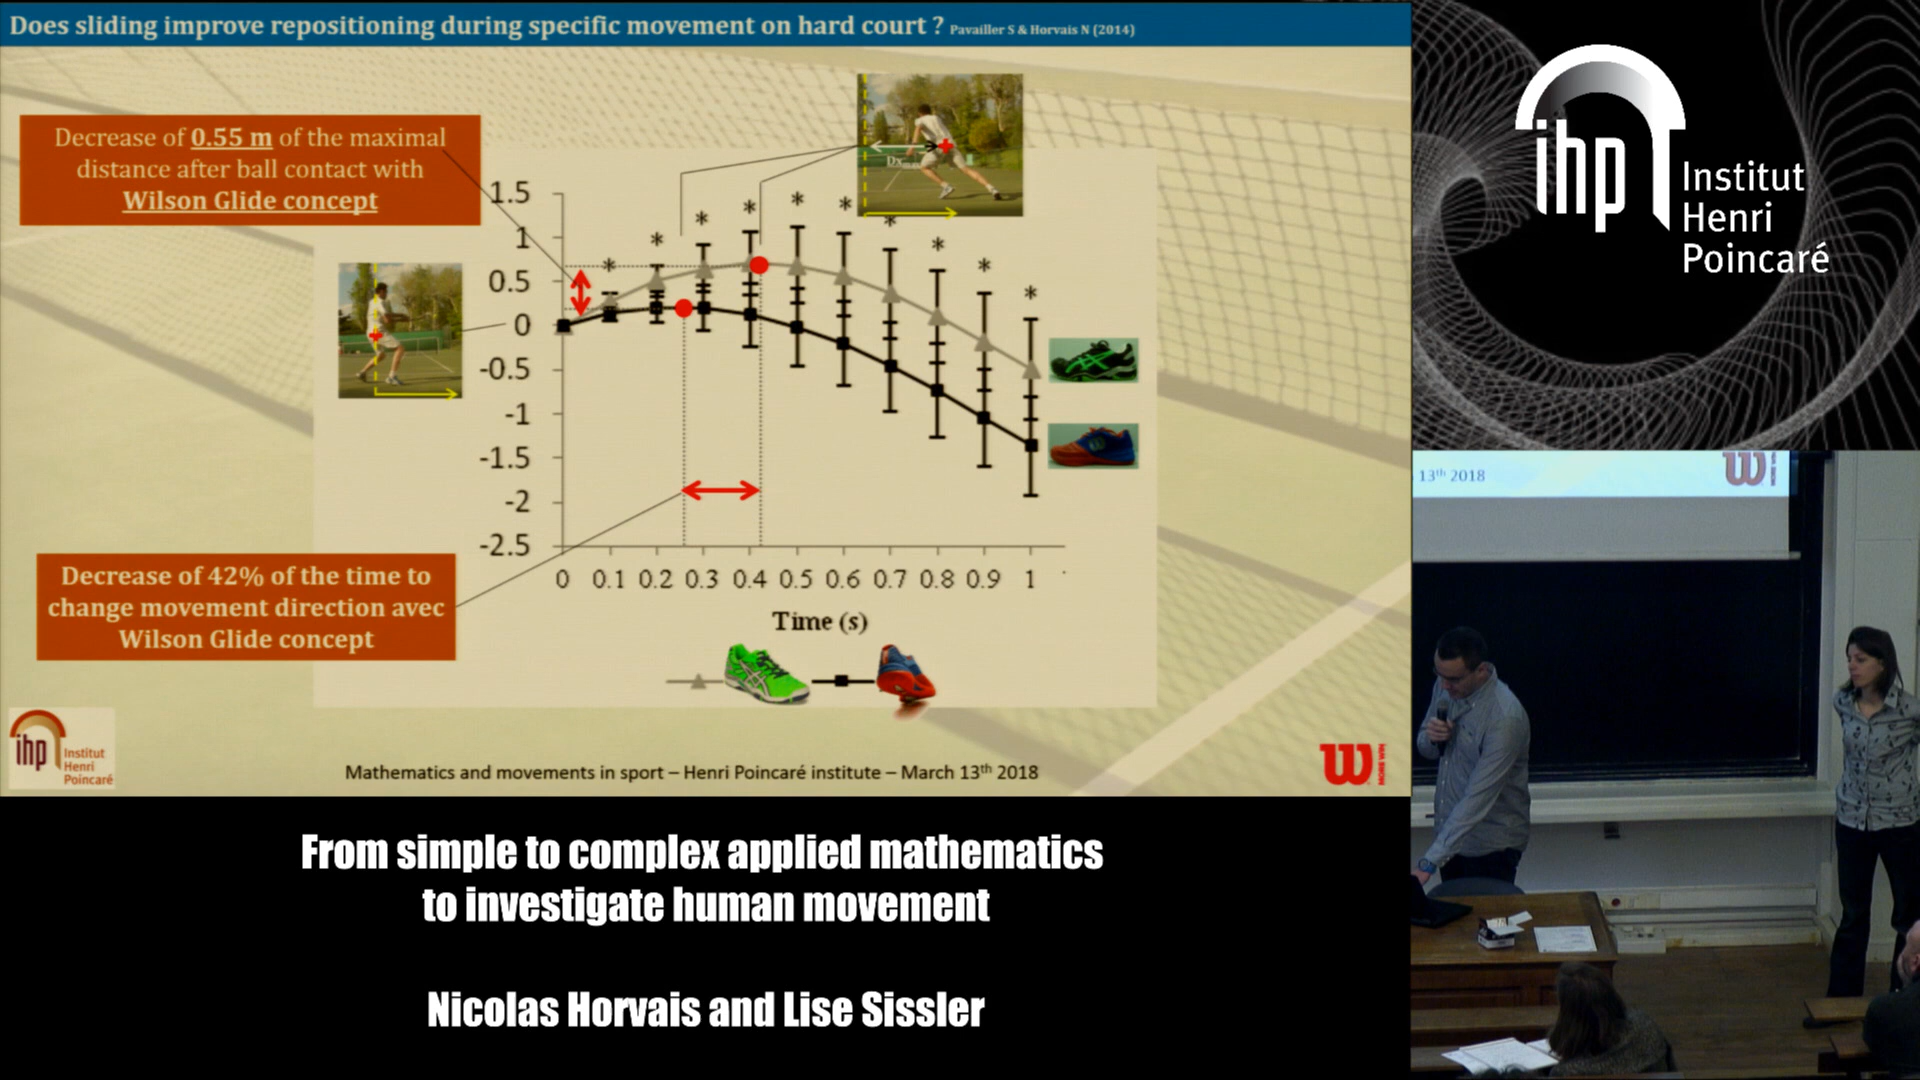 Does sliding improve repositioning during specific movement on hard court ? Pavailler S & Horvais N (2014)
Decrease of 0.55 m of the maximal
distance after ball contact with
Wilson Glide concept
1.5
1
0.5
0
-0.5
-1
-1.5
-2
-2.5
0 0.1 0.2 0.3 0.4 0.5 0.6 0.7 0.8 0.9 1
Time (s)
* * * * * * * * * *
Decrease of 42% of the time to
change movement direction avec
Wilson Glide concept
ihp
Institut
Henri
Poincaré
Mathematics and movements in sport – Henri Poincaré institute – March 13th 2018
W
WILSON
ihp
Institut
Henri
Poincaré
13th 2018
W
From simple to complex applied mathematics
to investigate human movement
Nicolas Horvais and Lise Sissler